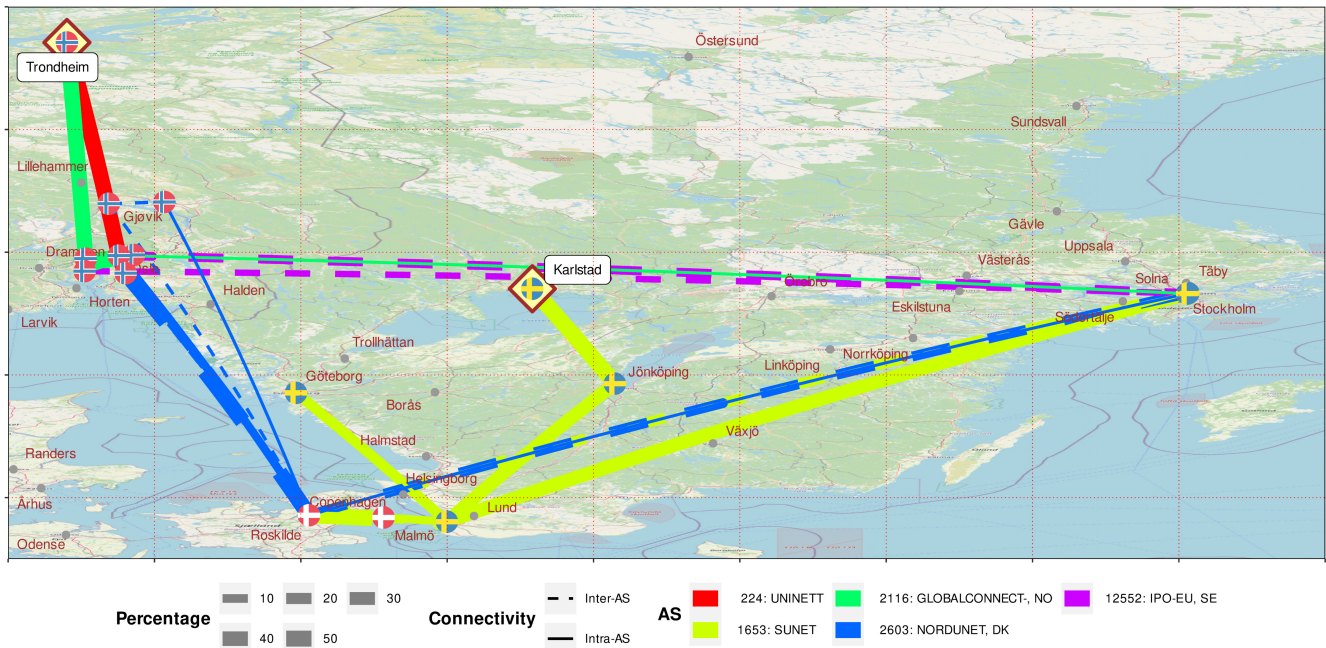 Östersund
Trondheim
Sundsvall
Lillehammer
Gjøvik
Gävle
Uppsala
Västerås
Täby
Solna
Karlstad
Örebro
Halden
Horten
Eskilstuna
Södertälje
Stockholm
Larvik
Trollhättan
Norrköping
Linköping
Göteborg
Jönköping
Borås
Växjö
Halmstad
Randers
Helsingborg
Århus
Copenhagen
Lund
Roskilde
Malmö
Odense
Percentage
10
20
30
40
50
Connectivity
Inter-AS
Intra-AS
AS
224: UNINETT
2116: GLOBALCONNECT-, NO
12552: IPO-EU, SE
1653: SUNET
2603: NORDUNET, DK